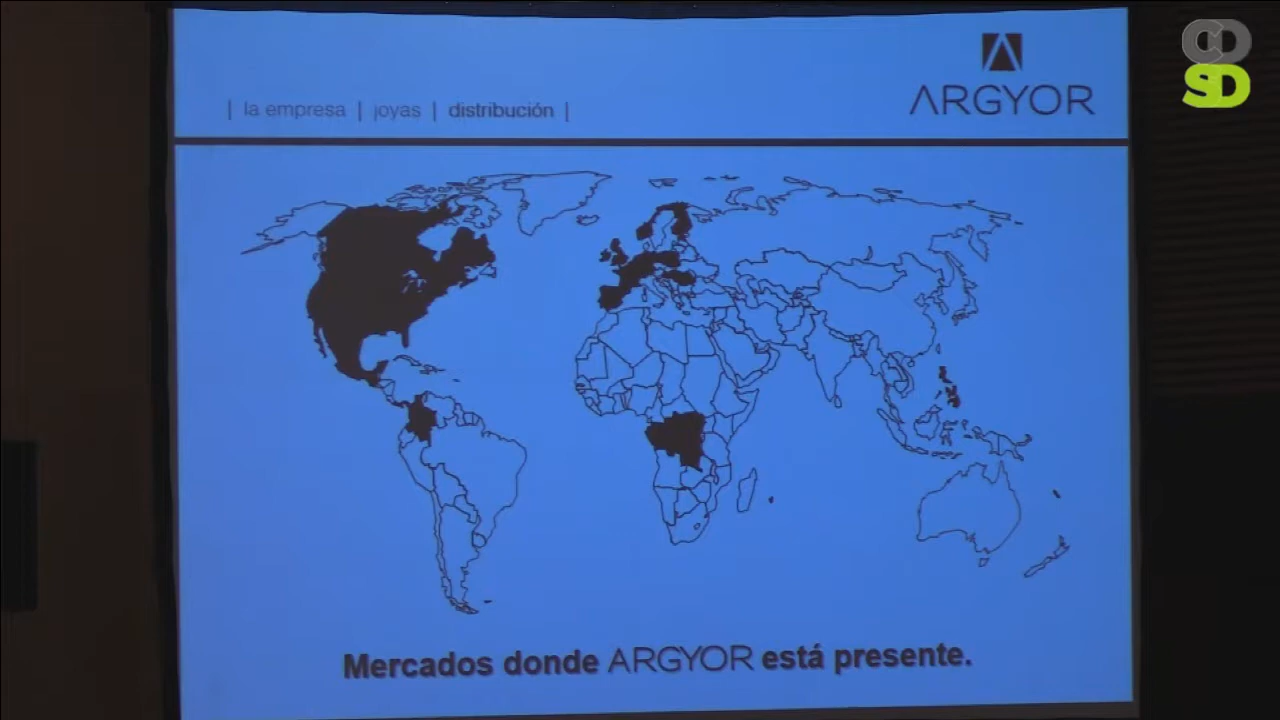 CD
SD
ARGYOR
| la empresa | joyas | distribución |
Mercados donde ARGYOR está presente.